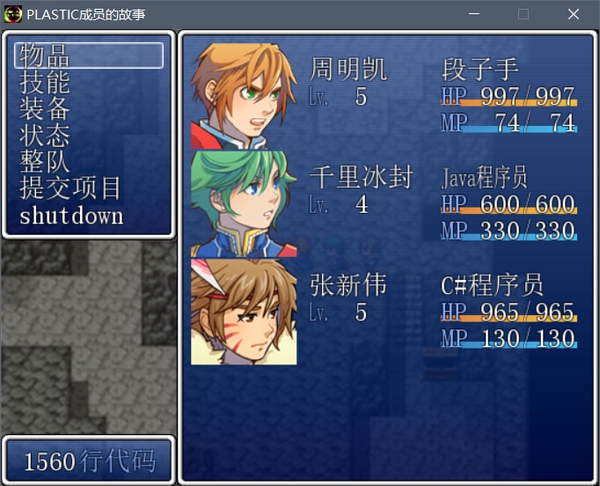 PLASTIC成员的故事
物品
技能
装备
状态
整队
提交项目
shutdown
周明凯 段子手
Lv. 5 HP 997/997
MP 74/ 74
千里冰封 Java程序员
Lv. 4 HP 600/600
MP 330/330
张新伟 C#程序员
Lv. 5 HP 965/965
MP 130/130
1560行代码